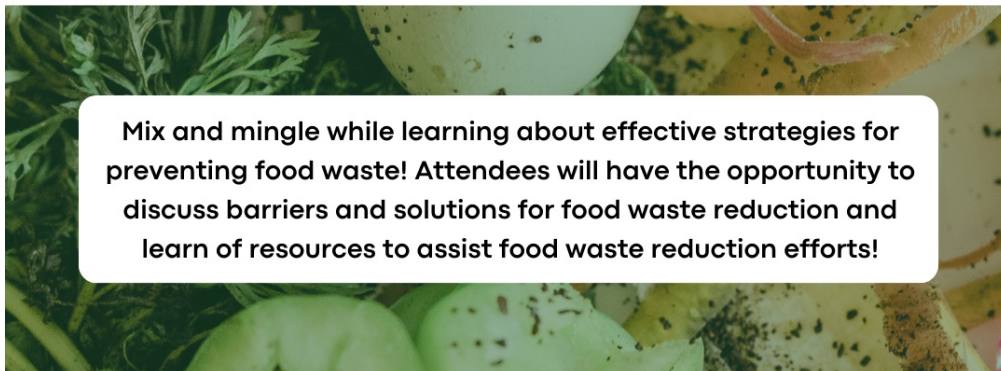 Mix and mingle while learning about effective strategies for
preventing food waste! Attendees will have the opportunity to
discuss barriers and solutions for food waste reduction and
learn of resources to assist food waste reduction efforts!